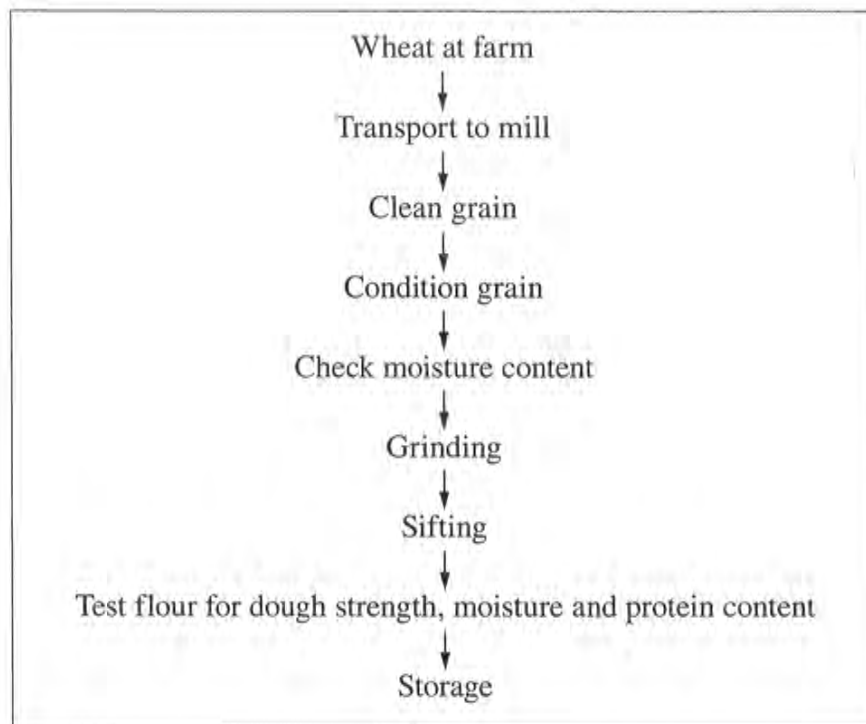 Wheat at farm
Transport to mill
Clean grain
Condition grain
Check moisture content
Grinding
Sifting
Test flour for dough strength, moisture and protein content
Storage